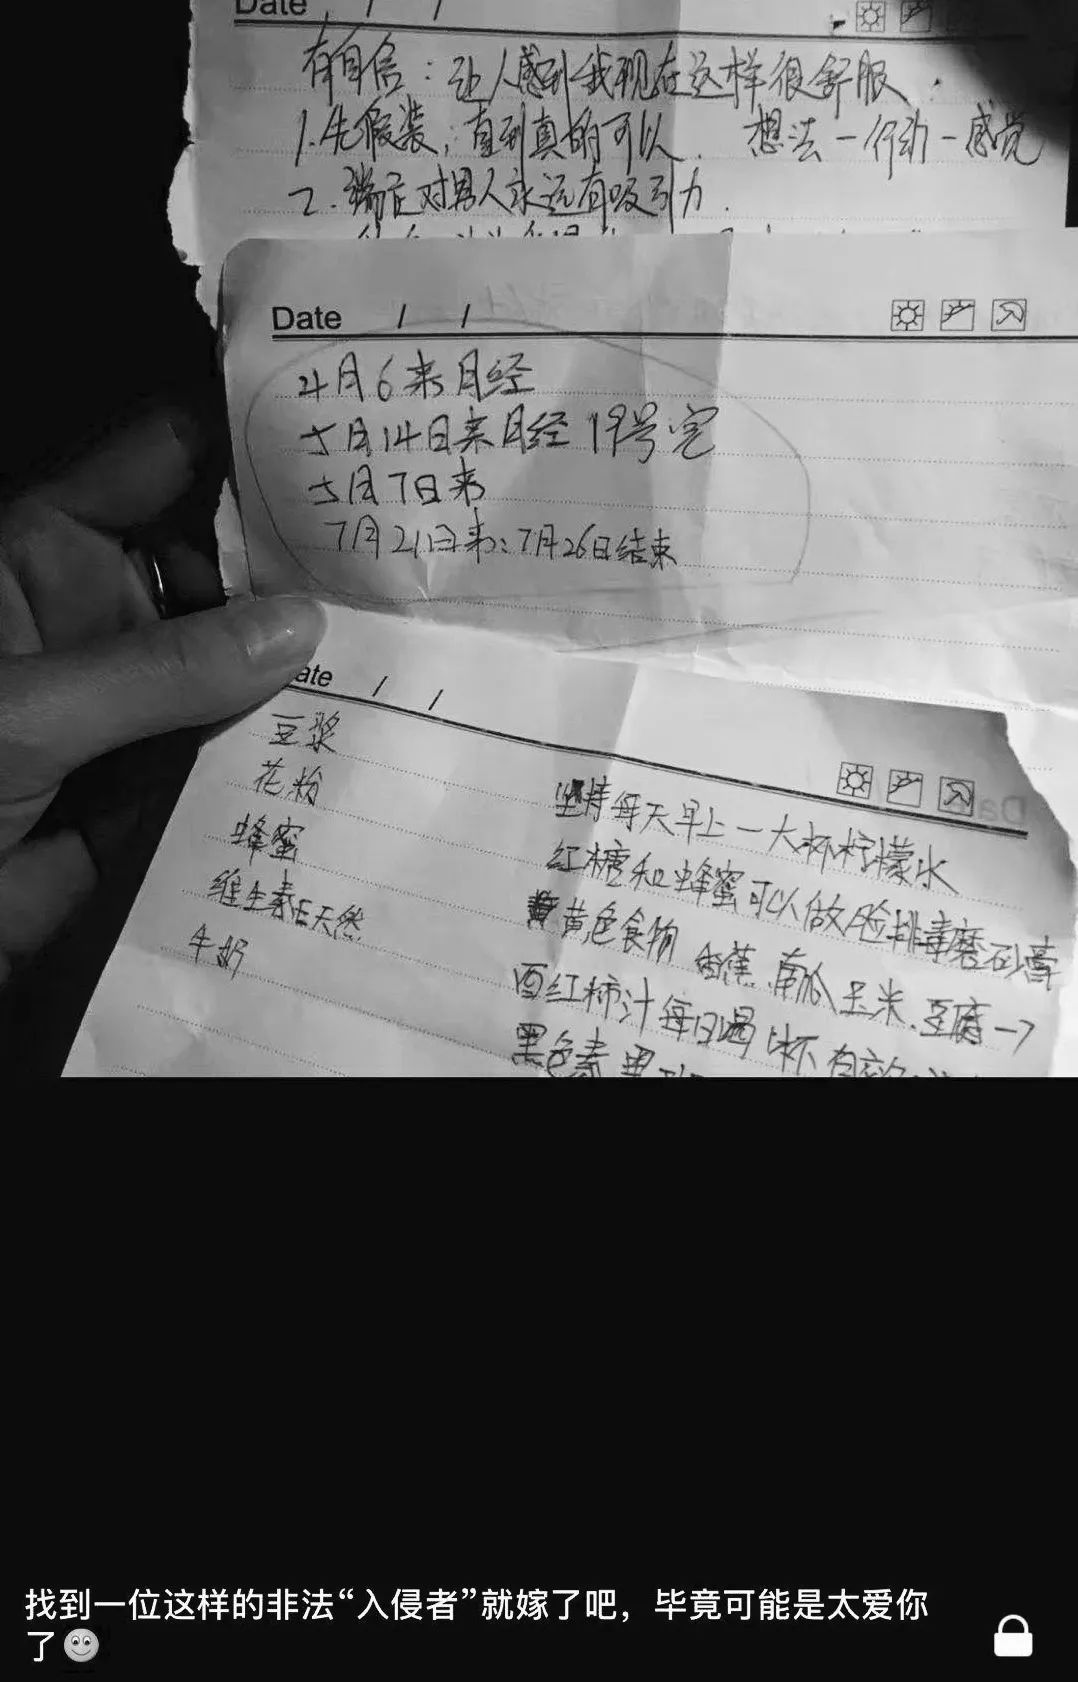 Date / /
有自信：让人感到我现在这样很舒服.
1.先假装，直到真的可以. 想法－行动－感觉
2.端正对男人永远有吸引力.
Date / /
4月6来月经
5月14日来月经 19号完
5月7日来
7月21日来：7月26日结束
ate / /
豆浆
花粉
蜂蜜
维生素E天然
牛奶
坚持每天早上一大杯柠檬水
红糖和蜂蜜可以做脸排毒磨砂膏
黄色食物 香蕉.南瓜 玉米.豆腐一
西红柿汁每日喝1杯 有
黑色素
找到一位这样的非法“入侵者”就嫁了吧，毕竟可能是太爱你
了